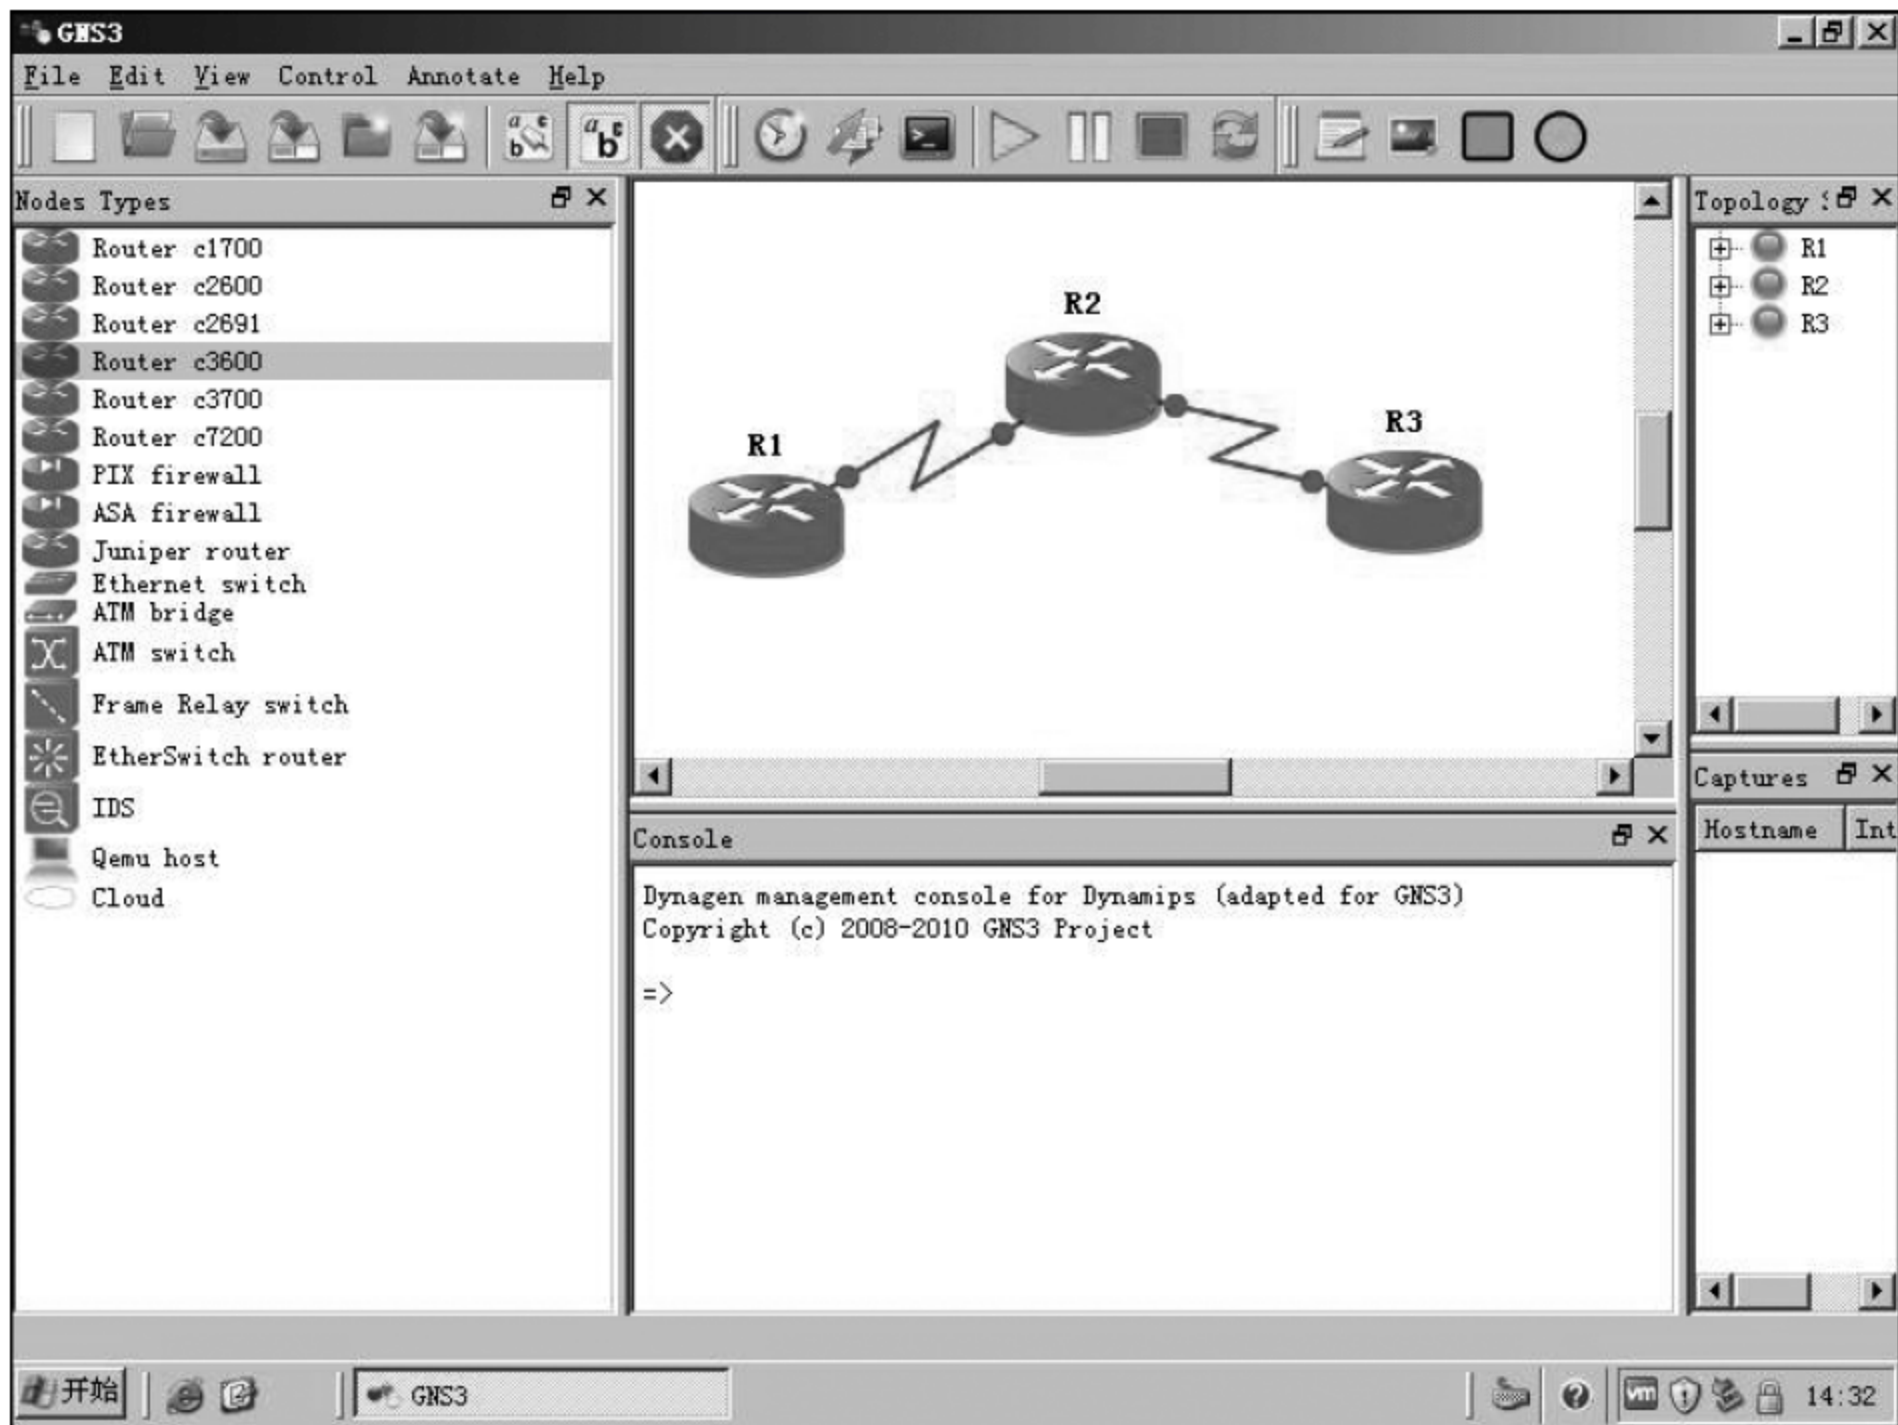 GNS3
File Edit View Control Annotate Help
Nodes Types
Router c1700
Router c2600
Router c2691
Router c3600
Router c3700
Router c7200
PIX firewall
ASA firewall
Juniper router
Ethernet switch
ATM bridge
ATM switch
Frame Relay switch
EtherSwitch router
IDS
Qemu host
Cloud
R1
R2
R3
Topology
R1
R2
R3
Captures
Hostname Int
Console
Dynagen management console for Dynamips (adapted for GNS3)
Copyright (c) 2008-2010 GNS3 Project
=>
开始
GNS3
vm
14:32